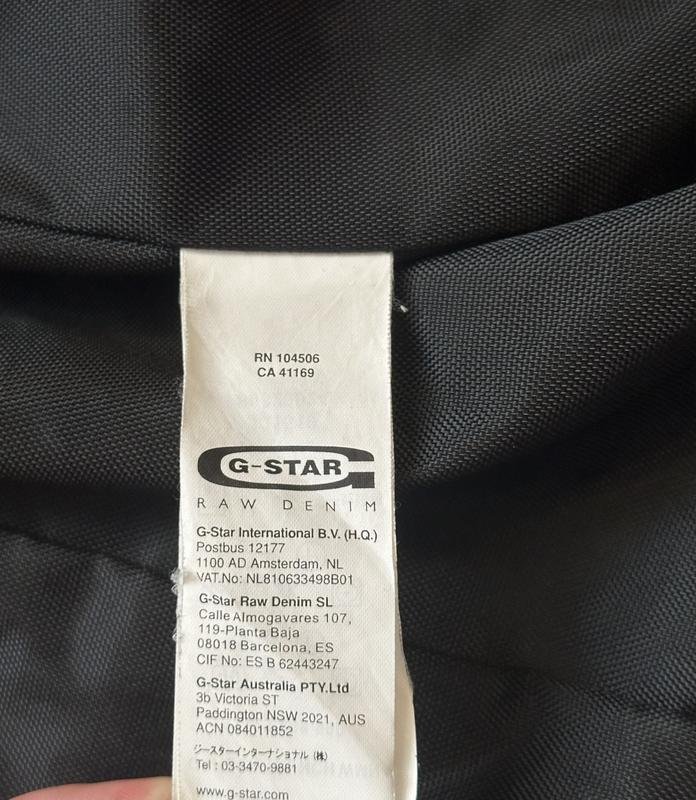 RN 104506
CA 41169
G-STAR
RAW DENIM
G-Star International B.V. (H.Q.)
Postbus 12177
1100 AD Amsterdam, NL
VAT.No: NL810633498B01
G-Star Raw Denim SL
Calle Almogavares 107,
119-Planta Baja
08018 Barcelona, ES
CIF No: ES B 62443247
G-Star Australia PTY.Ltd
3b Victoria ST
Paddington NSW 2021, AUS
ACN 084011852
ジースターインターナショナル (株)
Tel : 03-3470-9881
www.g-star.com